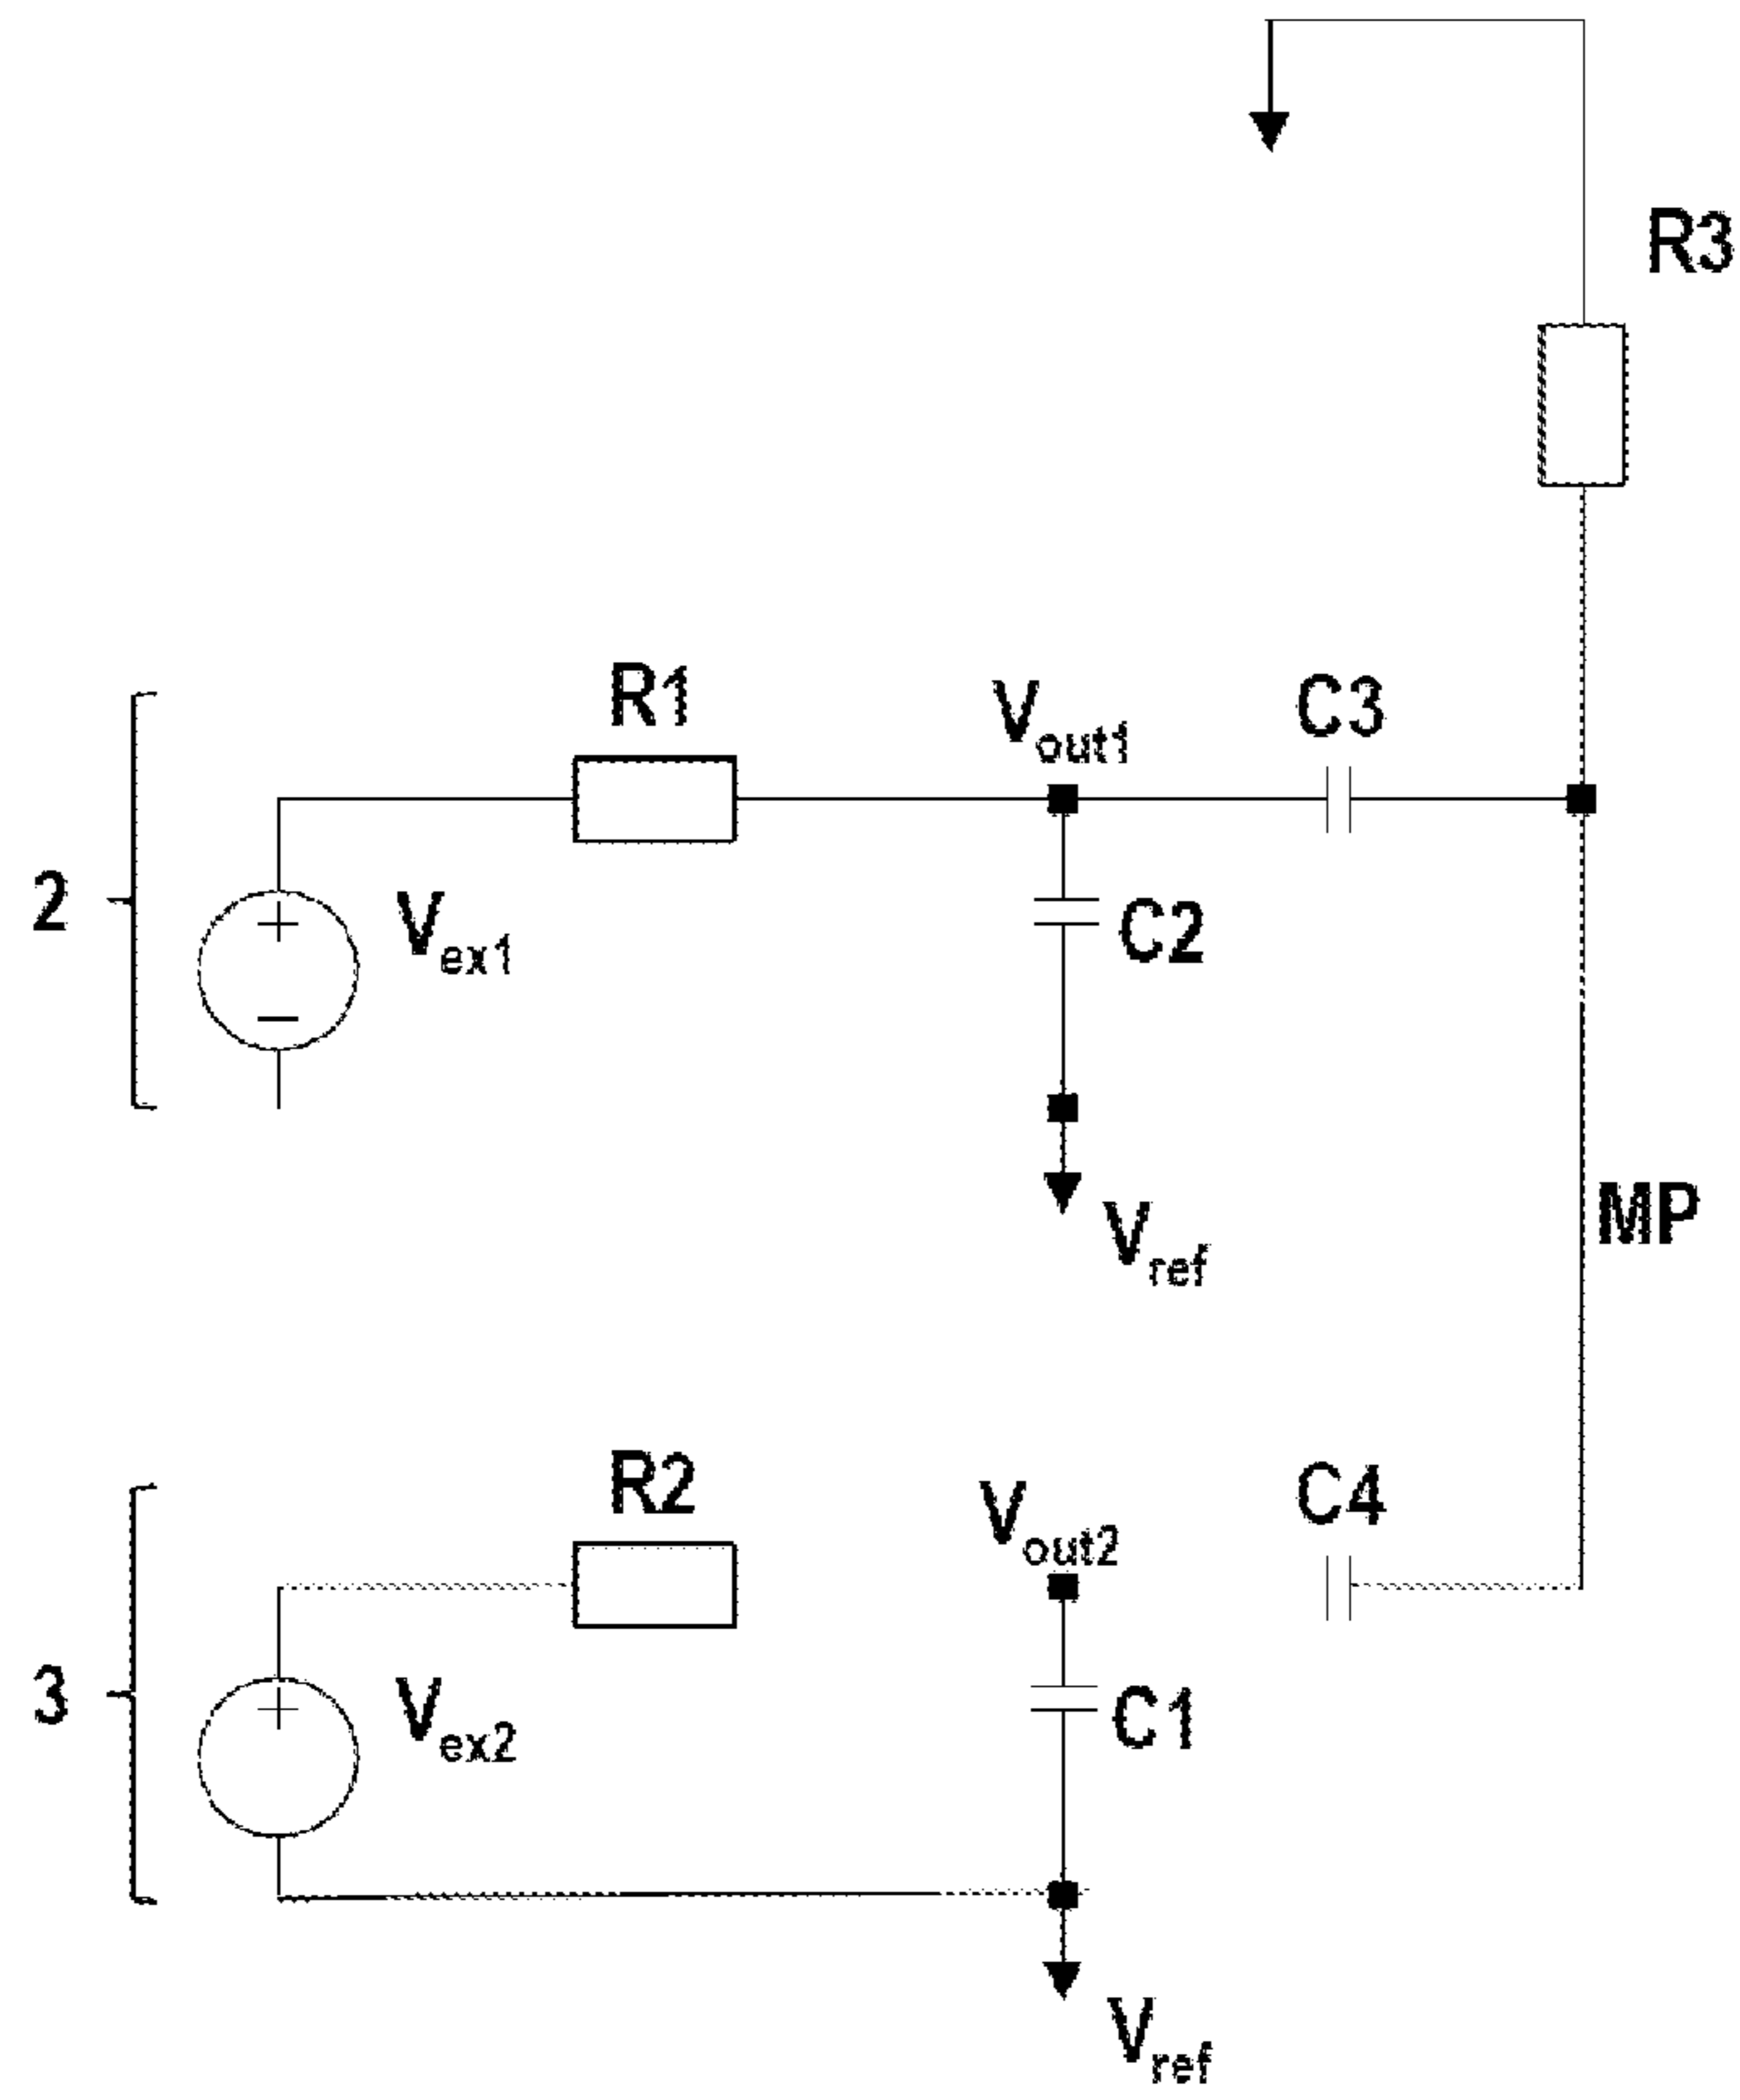 R3
R1
Vout1
C3
2
Vex1
C2
Vref
MP
R2
Vout2
C4
3
Vex2
C1
Vref